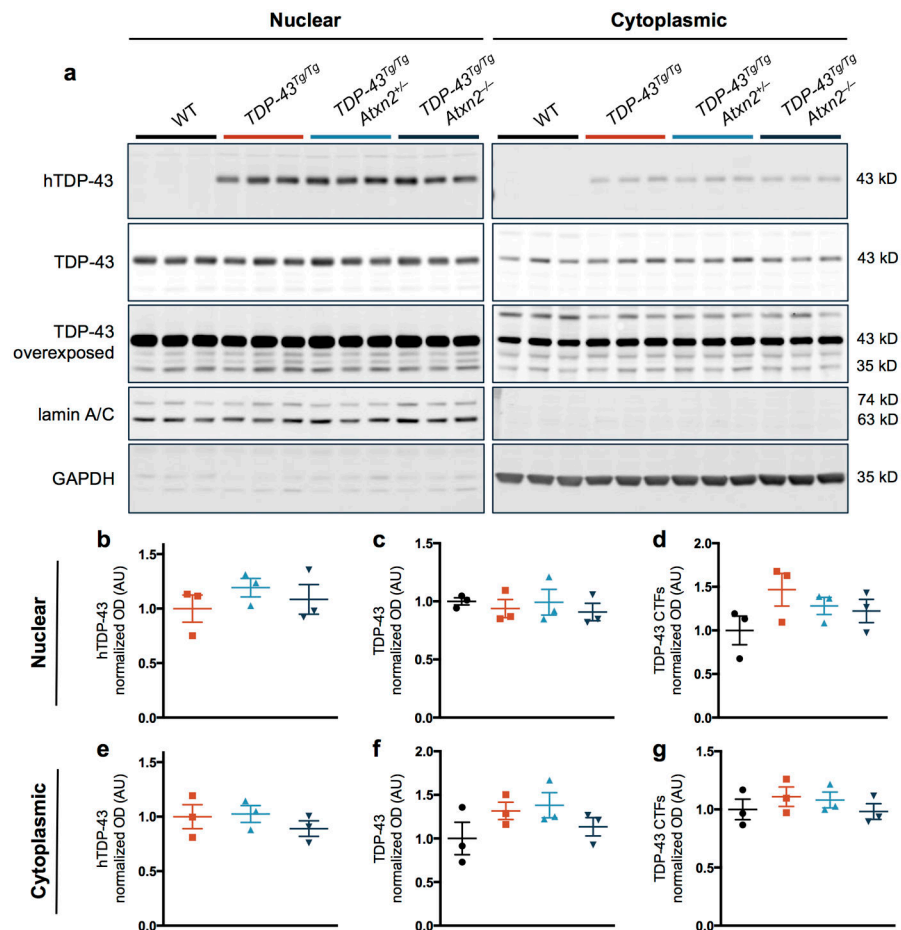 Nuclear
Cytoplasmic
a
WT
TDP-43Tg/Tg
TDP-43Tg/Tg
Atxn2+/–
TDP-43Tg/Tg
Atxn2–/–
WT
TDP-43Tg/Tg
TDP-43Tg/Tg
Atxn2+/–
TDP-43Tg/Tg
Atxn2–/–
hTDP-43
43 kD
TDP-43
43 kD
TDP-43
overexposed
43 kD
35 kD
lamin A/C
74 kD
63 kD
GAPDH
35 kD
Nuclear
b
hTDP-43
normalized OD (AU)
1.5
1.0
0.5
0.0
c
TDP-43
normalized OD (AU)
1.5
1.0
0.5
0.0
d
TDP-43 CTFs
normalized OD (AU)
2.0
1.5
1.0
0.5
0.0
Cytoplasmic
e
hTDP-43
normalized OD (AU)
1.5
1.0
0.5
0.0
f
TDP-43
normalized OD (AU)
2.0
1.5
1.0
0.5
0.0
g
TDP-43 CTFs
normalized OD (AU)
1.5
1.0
0.5
0.0